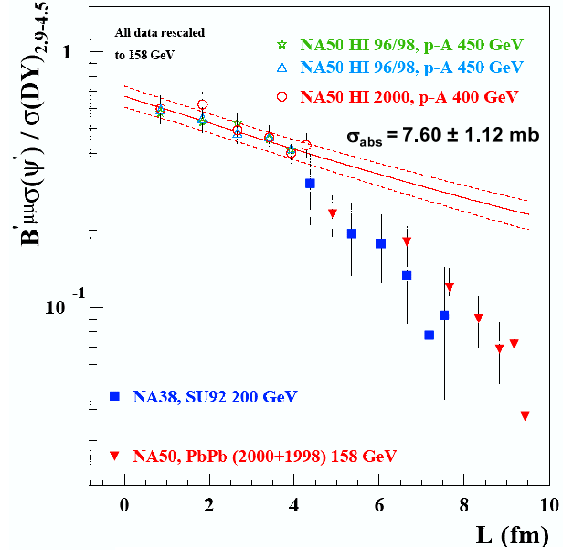 All data rescaled
to 158 GeV
NA50 HI 96/98, p-A 450 GeV
NA50 HI 96/98, p-A 450 GeV
NA50 HI 2000, p-A 400 GeV
σabs = 7.60 ± 1.12 mb
B'μμσ(ψ') / σ(DY)2.9-4.5
1
10 -1
NA38, SU92 200 GeV
NA50, PbPb (2000+1998) 158 GeV
0 2 4 6 8 10
L (fm)